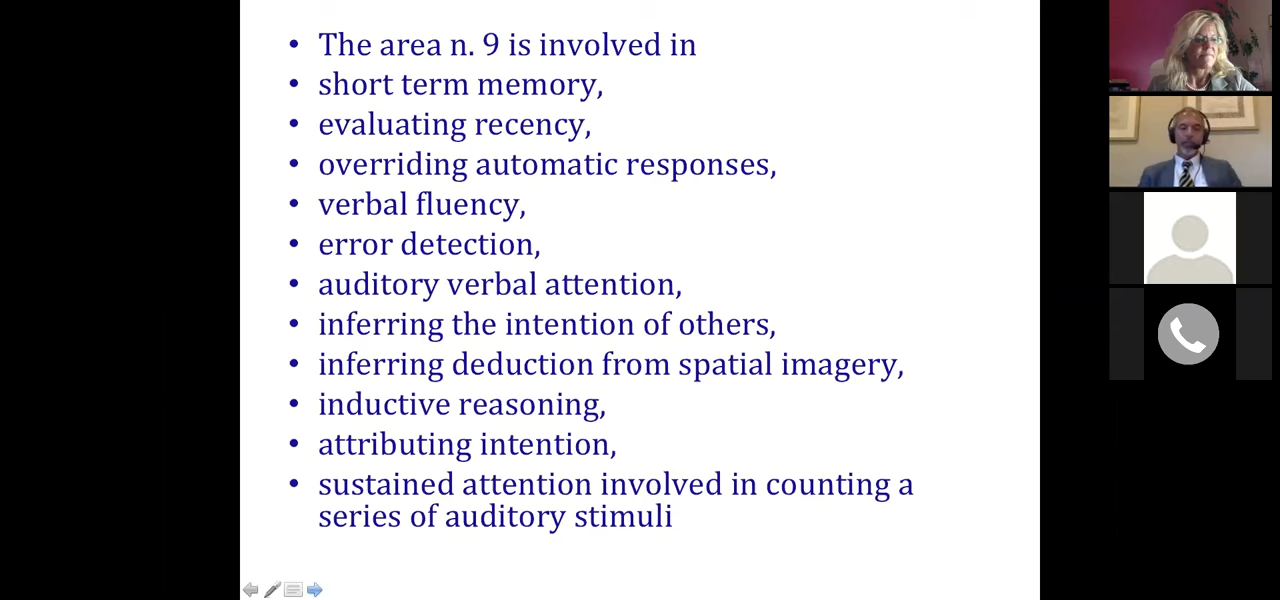 • The area n. 9 is involved in
• short term memory,
• evaluating recency,
• overriding automatic responses,
• verbal fluency,
• error detection,
• auditory verbal attention,
• inferring the intention of others,
• inferring deduction from spatial imagery,
• inductive reasoning,
• attributing intention,
• sustained attention involved in counting a
series of auditory stimuli